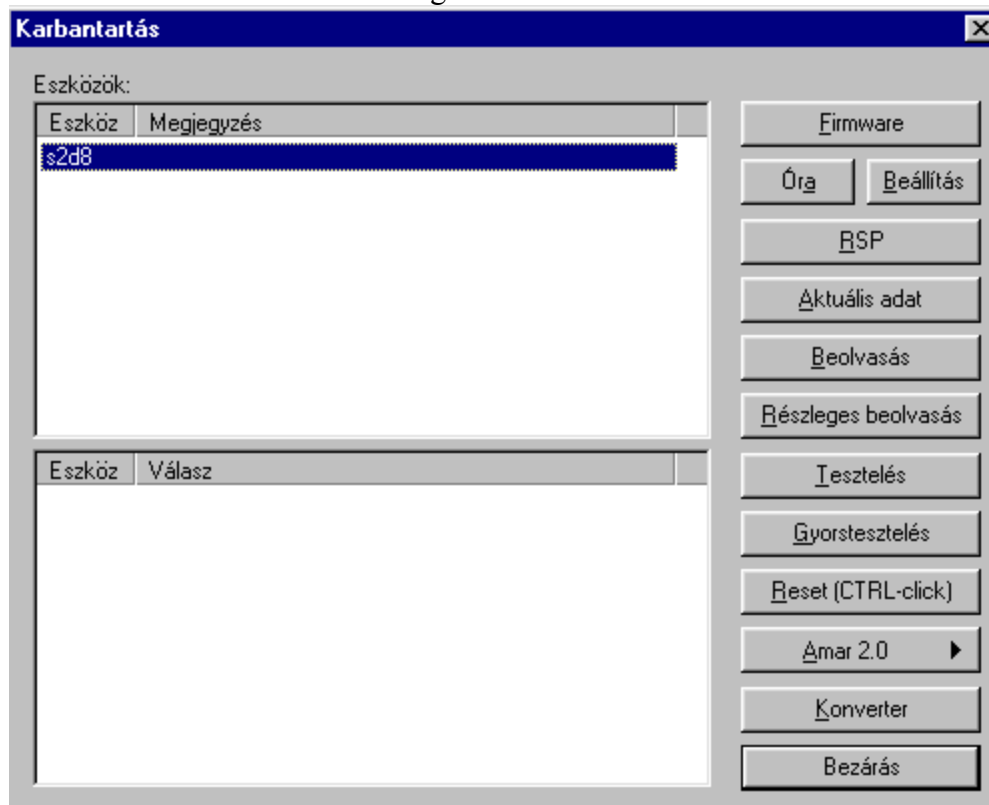 Karbantartás
Eszközök:
Eszköz Megjegyzés
s2d8
Firmware
Óra Beállítás
RSP
Aktuális adat
Beolvasás
Részleges beolvasás
Eszköz Válasz
Tesztelés
Gyorstesztelés
Reset (CTRL-click)
Amar 2.0
Konverter
Bezárás